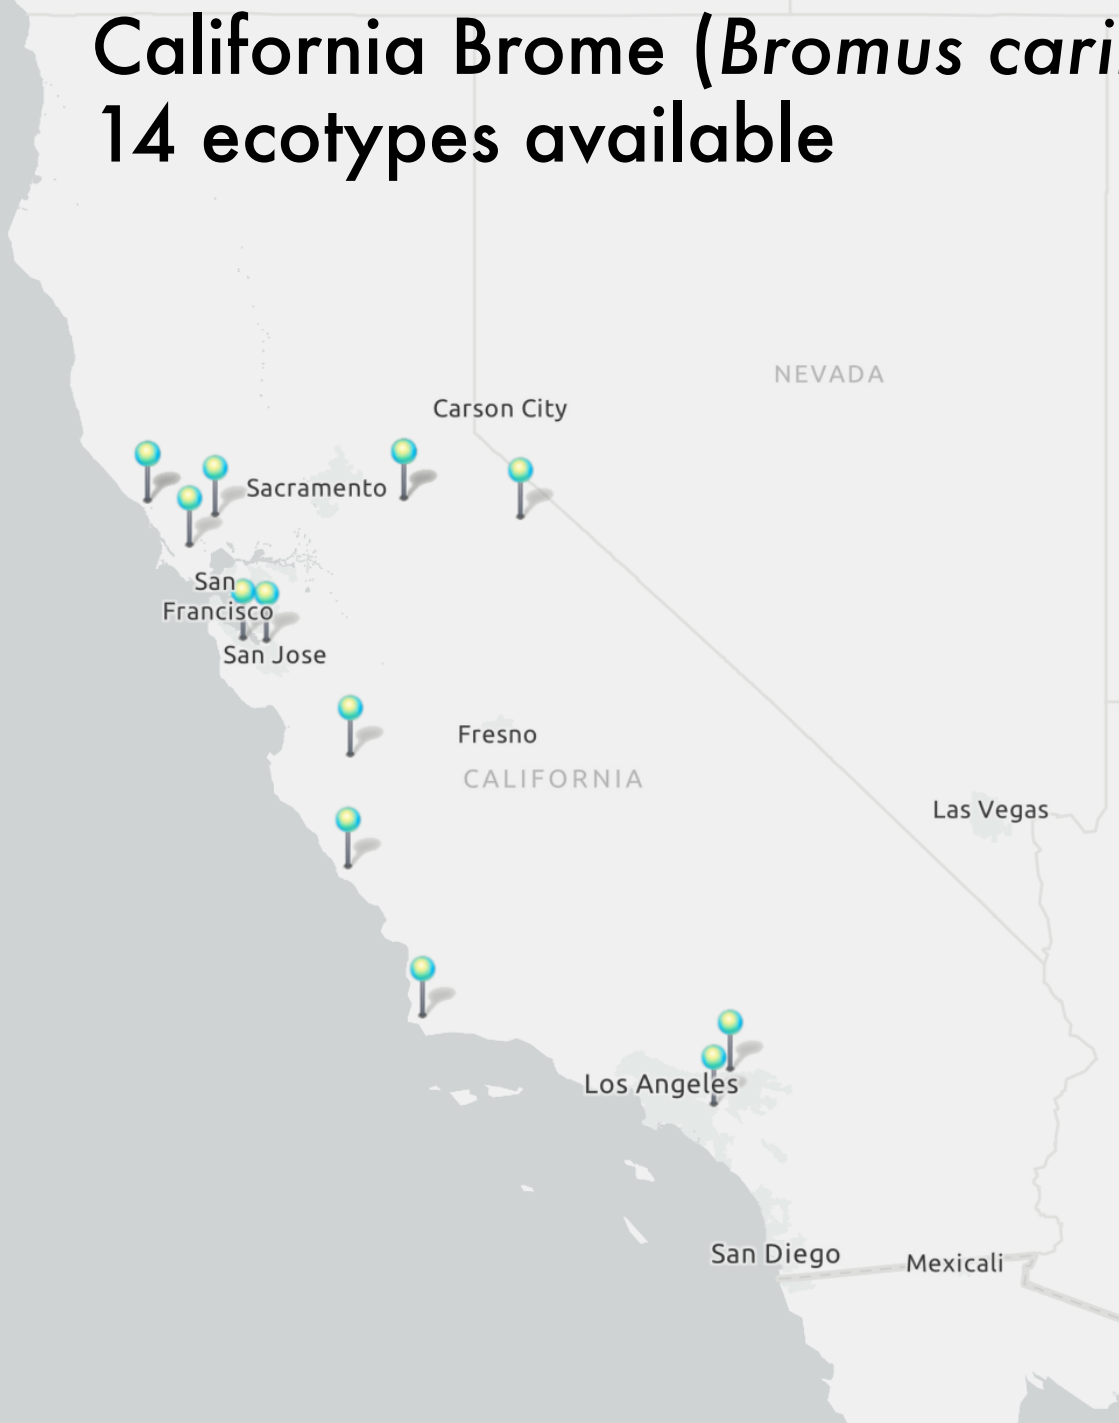 California Brome (Bromus cari
14 ecotypes available
NEVADA
Carson City
Sacramento
San
Francisco
San Jose
Fresno
CALIFORNIA
Las Vegas
Los Angeles
San Diego
Mexicali